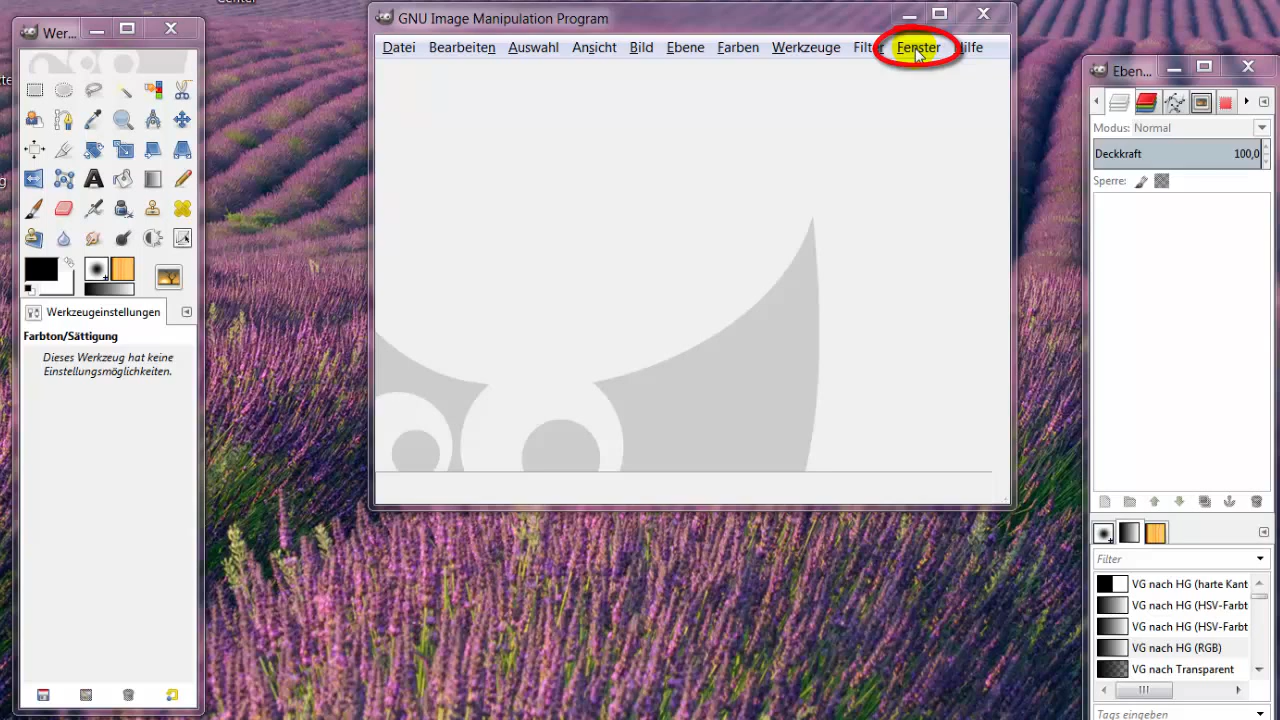 Center
Wer...
GNU Image Manipulation Program
Datei Bearbeiten Auswahl Ansicht Bild Ebene Farben Werkzeuge Filter Fenster Hilfe
Eben...
Modus: Normal
Deckkraft 100,0
Sperre:
Werkzeugeinstellungen
Farbton/Sättigung
Dieses Werkzeug hat keine
Einstellungsmöglichkeiten.
Filter
VG nach HG (harte Kant
VG nach HG (HSV-Farbt
VG nach HG (HSV-Farbt
VG nach HG (RGB)
VG nach Transparent
Tags eingeben